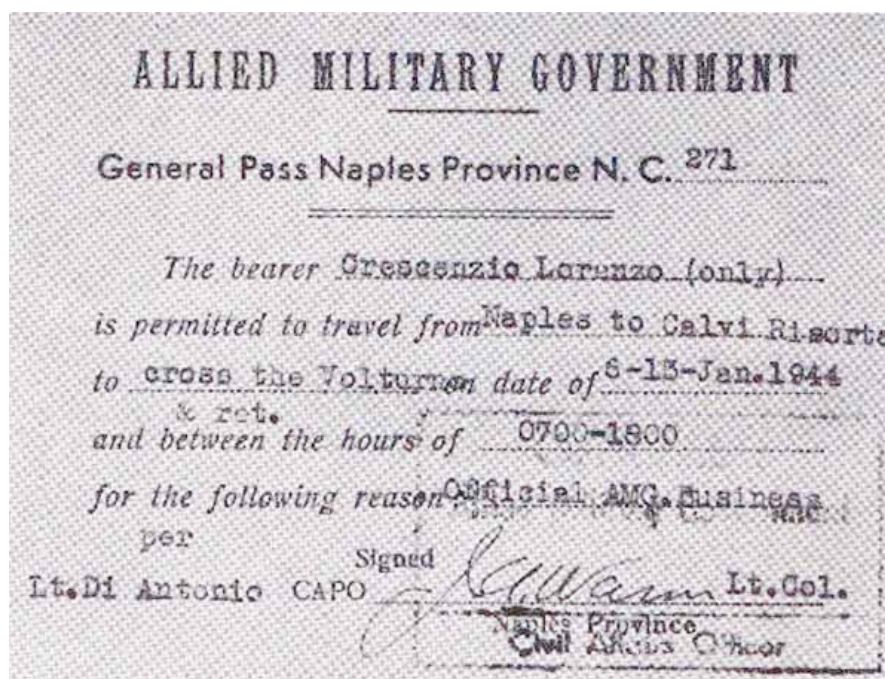 ALLIED MILITARY GOVERNMENT
General Pass Naples Province N. C. 271
The bearer Crescenzio Lorenzo (only)
is permitted to travel from Naples to Calvi Risorta
to cross the Volturno on date of 6-13-Jan.1944
& ret.
and between the hours of 0700-1800
for the following reason Official AMG. Business
per
Signed
Lt.Di Antonio CAPO Lt.Col.
Naples Province
Civil Affairs Officer